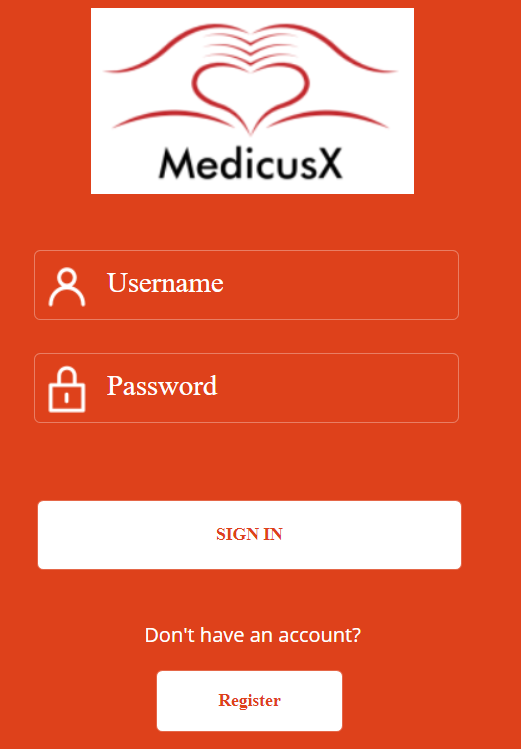 MedicusX
Username
Password
SIGN IN
Don't have an account?
Register